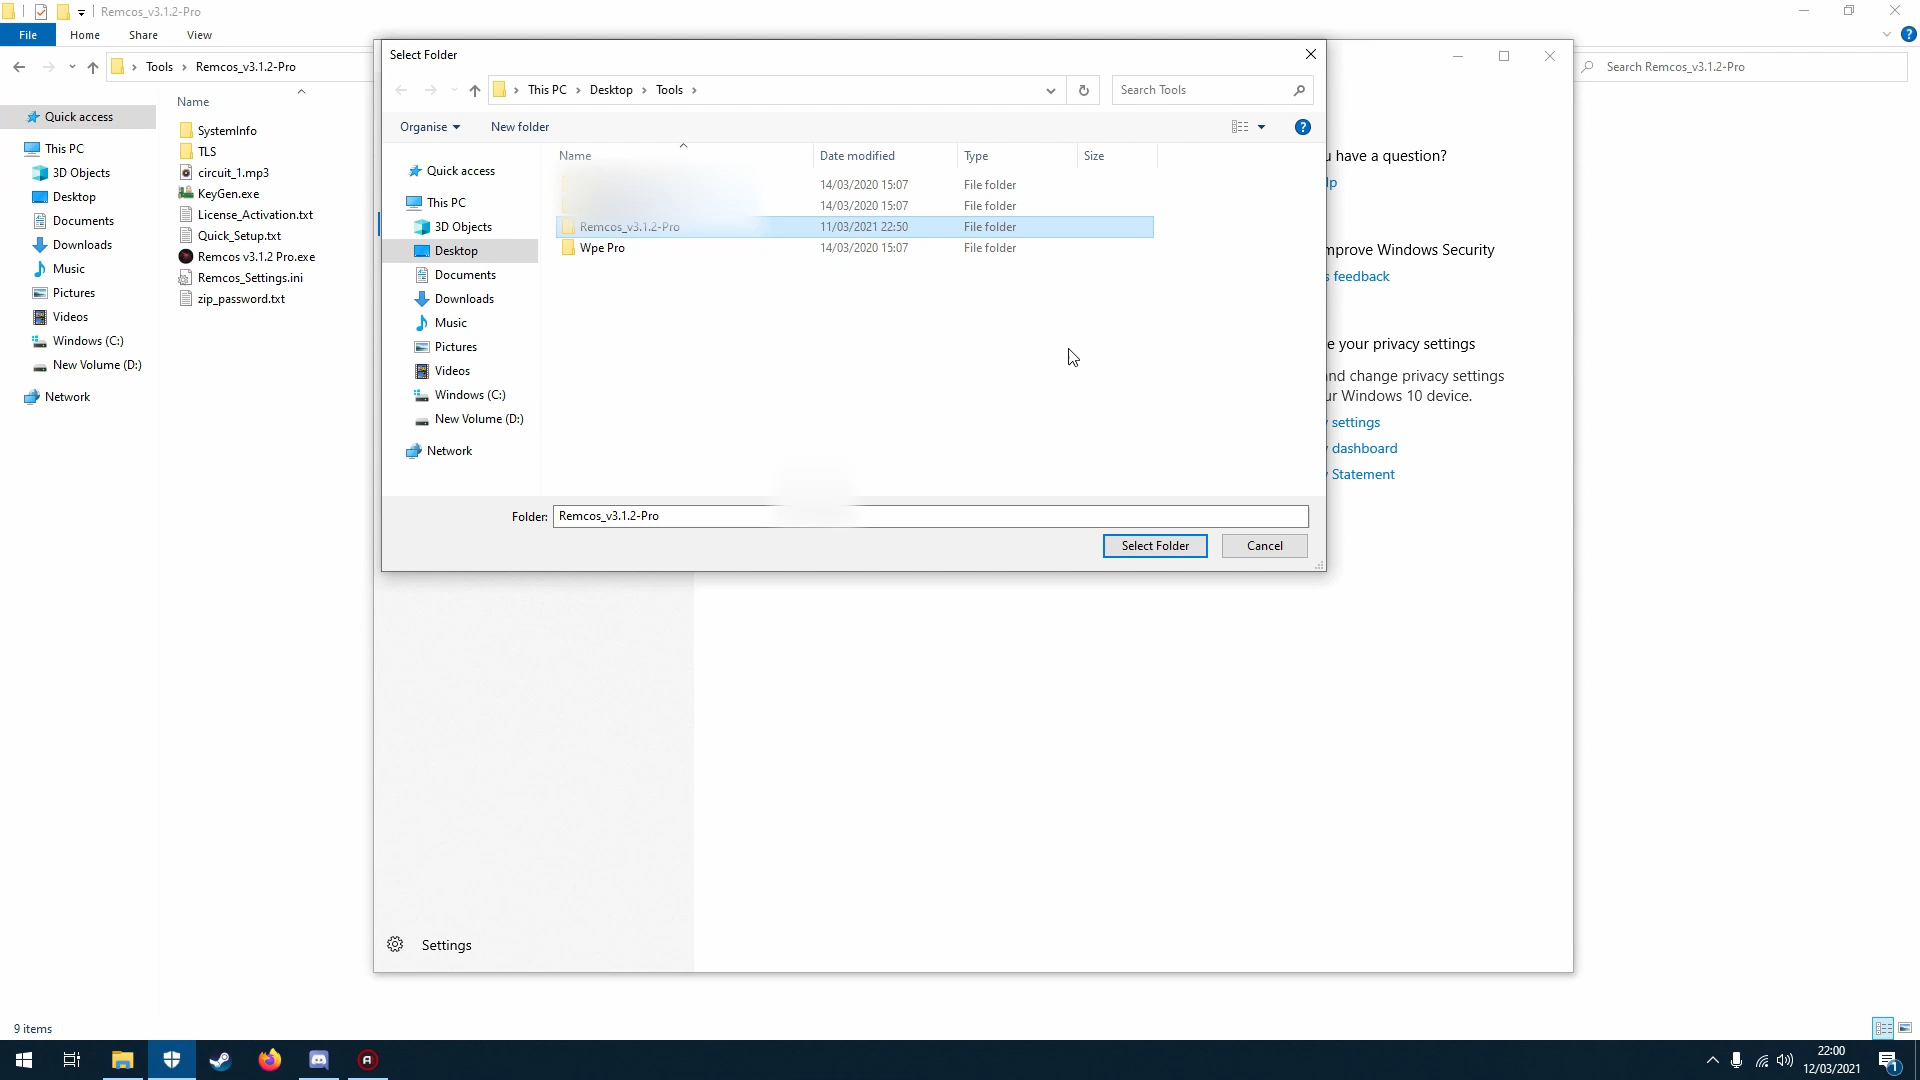 Remcos_v3.1.2-Pro
File Home Share View
Tools Remcos_v3.1.2-Pro
Search Remcos_v3.1.2-Pro
Quick access
This PC
3D Objects
Desktop
Documents
Downloads
Music
Pictures
Videos
Windows (C:)
New Volume (D:)
Network
Name
SystemInfo
TLS
circuit_1.mp3
KeyGen.exe
License_Activation.txt
Quick_Setup.txt
Remcos v3.1.2 Pro.exe
Remcos_Settings.ini
zip_password.txt
Select Folder
This PC Desktop Tools
Search Tools
Organise New folder
Quick access
This PC
3D Objects
Desktop
Documents
Downloads
Music
Pictures
Videos
Windows (C:)
New Volume (D:)
Network
Name Date modified Type Size
14/03/2020 15:07 File folder
14/03/2020 15:07 File folder
Remcos_v3.1.2-Pro 11/03/2021 22:50 File folder
Wpe Pro 14/03/2020 15:07 File folder
Folder: Remcos_v3.1.2-Pro
Select Folder Cancel
have a question?
improve Windows Security
feedback
your privacy settings
and change privacy settings
Windows 10 device.
settings
dashboard
Statement
Settings
9 items
22:00
12/03/2021
1